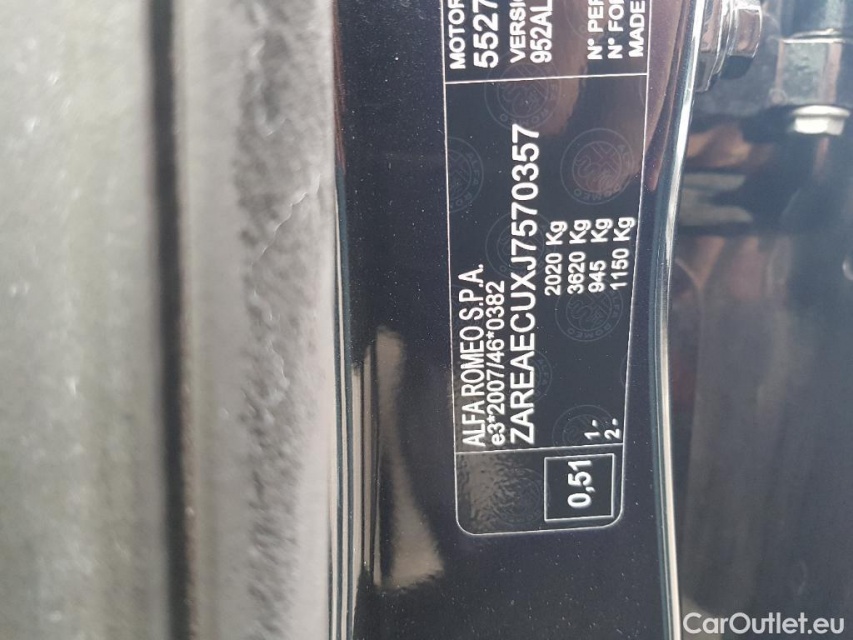 ALFA ROMEO S.P.A.
e3*2007/46*0382
ZAREAECUXJ7570357
2020 Kg
3620 Kg
1- 945 Kg
2- 1150 Kg
0,51
MOTOR
5527
VERSI
952AL
N° PE
N° FO
MADE
CarOutlet.eu